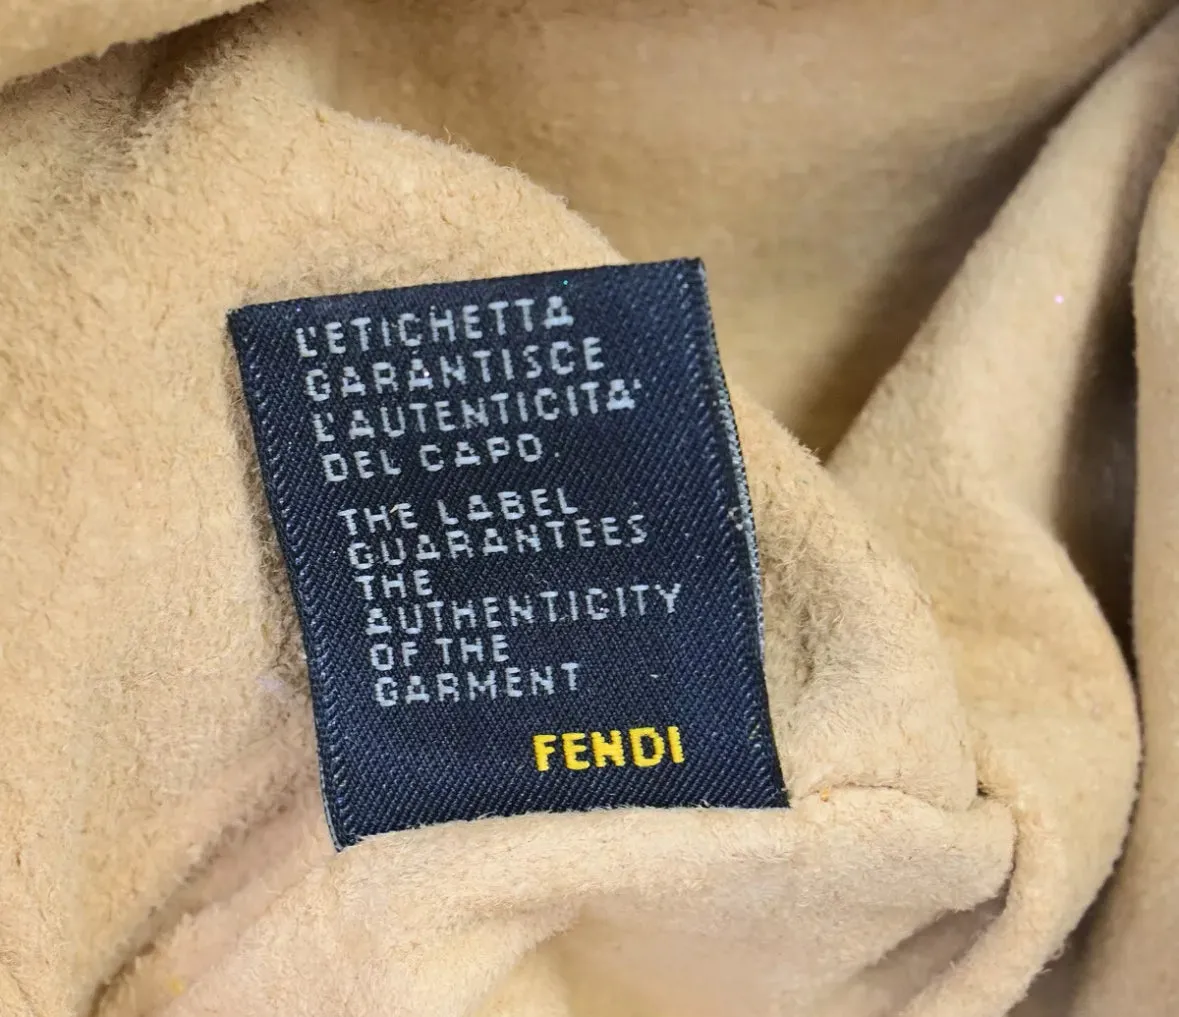 L'ETICHETTA
GARANTISCE
L'AUTENTICITA'
DEL CAPO.
THE LABEL
GUARANTEES
THE
AUTHENTICITY
OF THE
GARMENT
FENDI